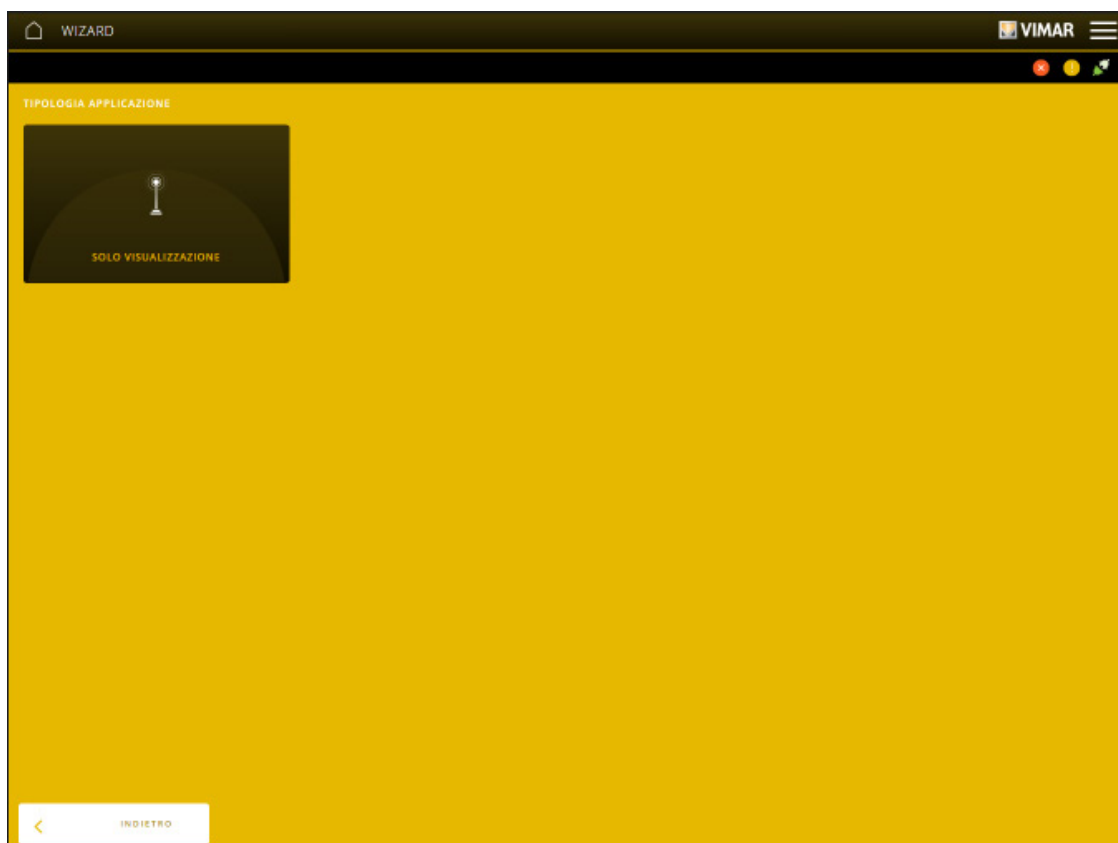 WIZARD
VIMAR
TIPOLOGIA APPLICAZIONE
SOLO VISUALIZZAZIONE
INDIETRO